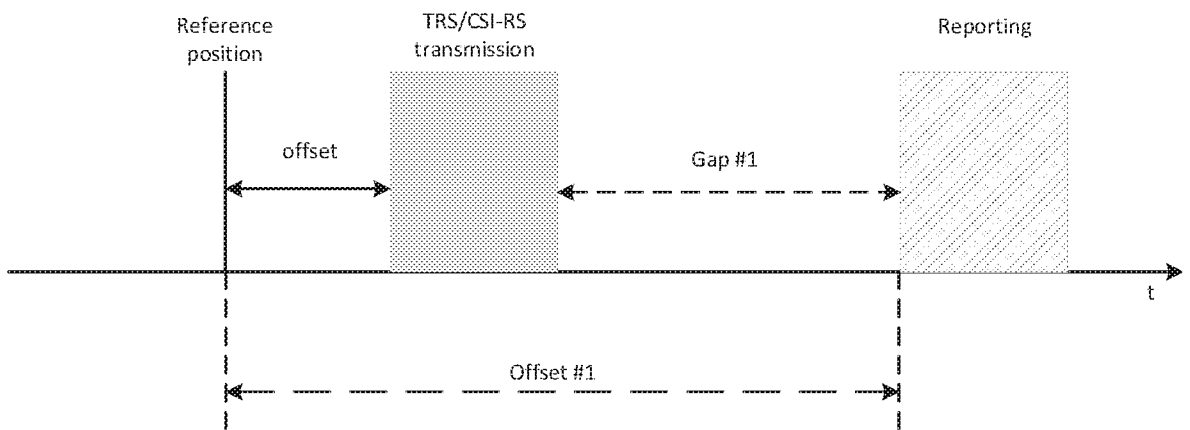 Reference
position
TRS/CSI-RS
transmission
Reporting
offset
Gap #1
t
Offset #1